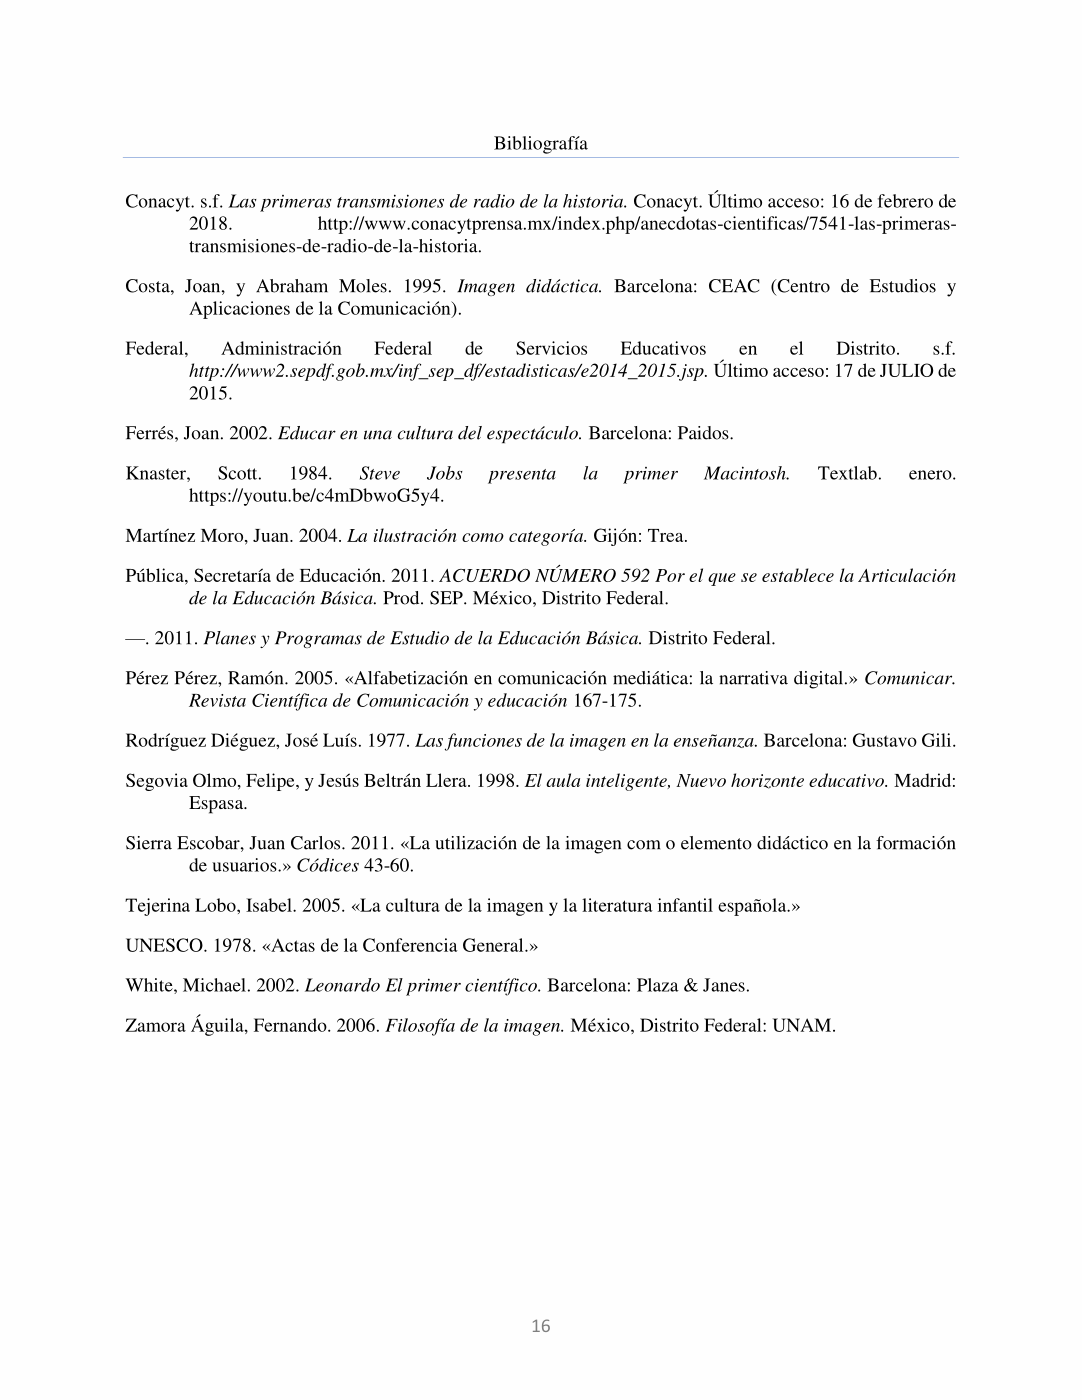 Bibliografía
Conacyt. s.f. Las primeras transmisiones de radio de la historia. Conacyt. Último acceso: 16 de febrero de
2018. http://www.conacytprensa.mx/index.php/anecdotas-cientificas/7541-las-primeras-
transmisiones-de-radio-de-la-historia.
Costa, Joan, y Abraham Moles. 1995. Imagen didáctica. Barcelona: CEAC (Centro de Estudios y
Aplicaciones de la Comunicación).
Federal, Administración Federal de Servicios Educativos en el Distrito. s.f.
http://www2.sepdf.gob.mx/inf_sep_df/estadisticas/e2014_2015.jsp. Último acceso: 17 de JULIO de
2015.
Ferrés, Joan. 2002. Educar en una cultura del espectáculo. Barcelona: Paidos.
Knaster, Scott. 1984. Steve Jobs presenta la primer Macintosh. Textlab. enero.
https://youtu.be/c4mDbwoG5y4.
Martínez Moro, Juan. 2004. La ilustración como categoría. Gijón: Trea.
Pública, Secretaría de Educación. 2011. ACUERDO NÚMERO 592 Por el que se establece la Articulación
de la Educación Básica. Prod. SEP. México, Distrito Federal.
—. 2011. Planes y Programas de Estudio de la Educación Básica. Distrito Federal.
Pérez Pérez, Ramón. 2005. «Alfabetización en comunicación mediática: la narrativa digital.» Comunicar.
Revista Científica de Comunicación y educación 167-175.
Rodríguez Diéguez, José Luís. 1977. Las funciones de la imagen en la enseñanza. Barcelona: Gustavo Gili.
Segovia Olmo, Felipe, y Jesús Beltrán Llera. 1998. El aula inteligente, Nuevo horizonte educativo. Madrid:
Espasa.
Sierra Escobar, Juan Carlos. 2011. «La utilización de la imagen com o elemento didáctico en la formación
de usuarios.» Códices 43-60.
Tejerina Lobo, Isabel. 2005. «La cultura de la imagen y la literatura infantil española.»
UNESCO. 1978. «Actas de la Conferencia General.»
White, Michael. 2002. Leonardo El primer científico. Barcelona: Plaza & Janes.
Zamora Águila, Fernando. 2006. Filosofía de la imagen. México, Distrito Federal: UNAM.
16